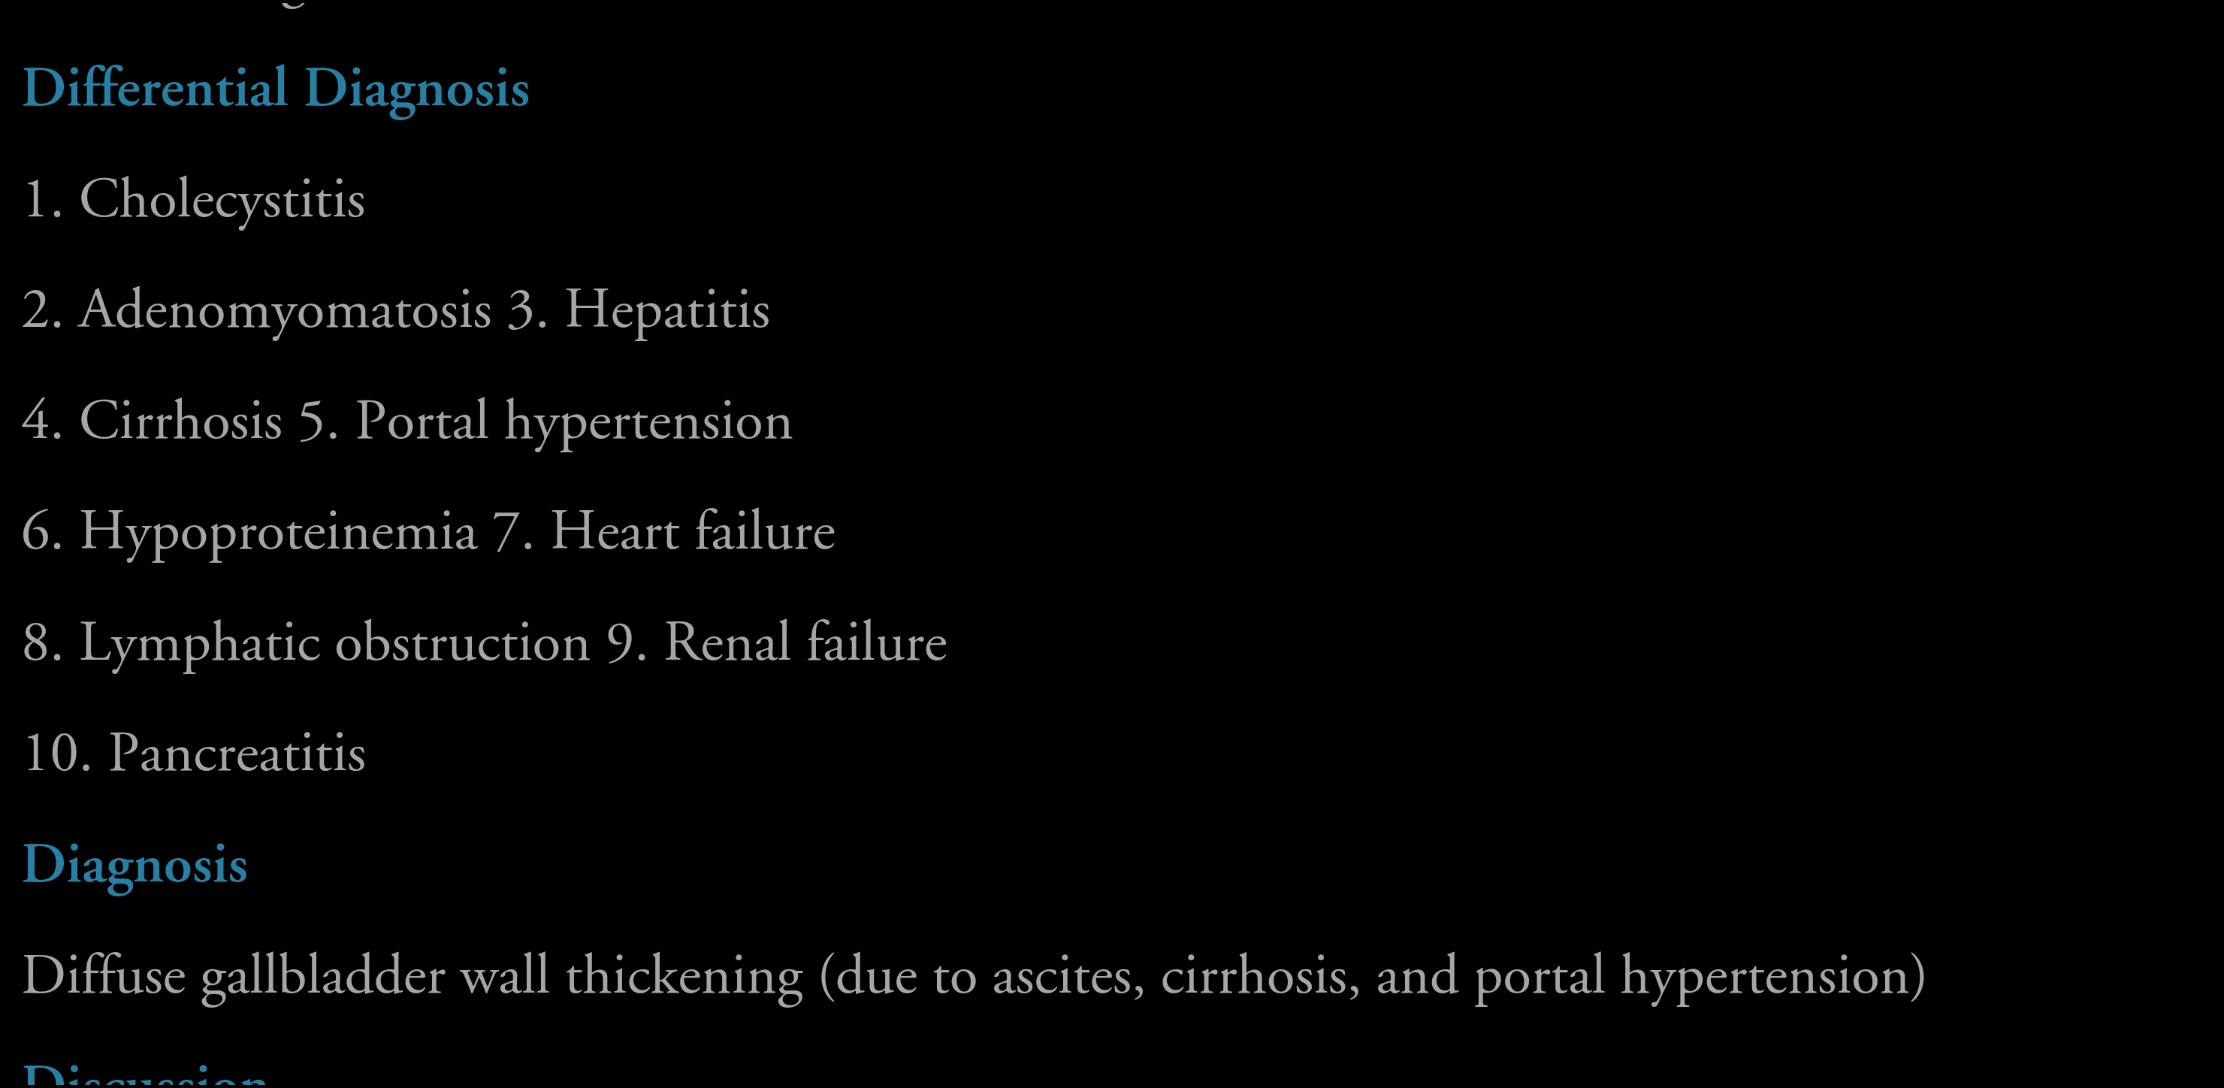 Differential Diagnosis
1. Cholecystitis
2. Adenomyomatosis 3. Hepatitis
4. Cirrhosis 5. Portal hypertension
6. Hypoproteinemia 7. Heart failure
8. Lymphatic obstruction 9. Renal failure
10. Pancreatitis
Diagnosis
Diffuse gallbladder wall thickening (due to ascites, cirrhosis, and portal hypertension)
Discussion